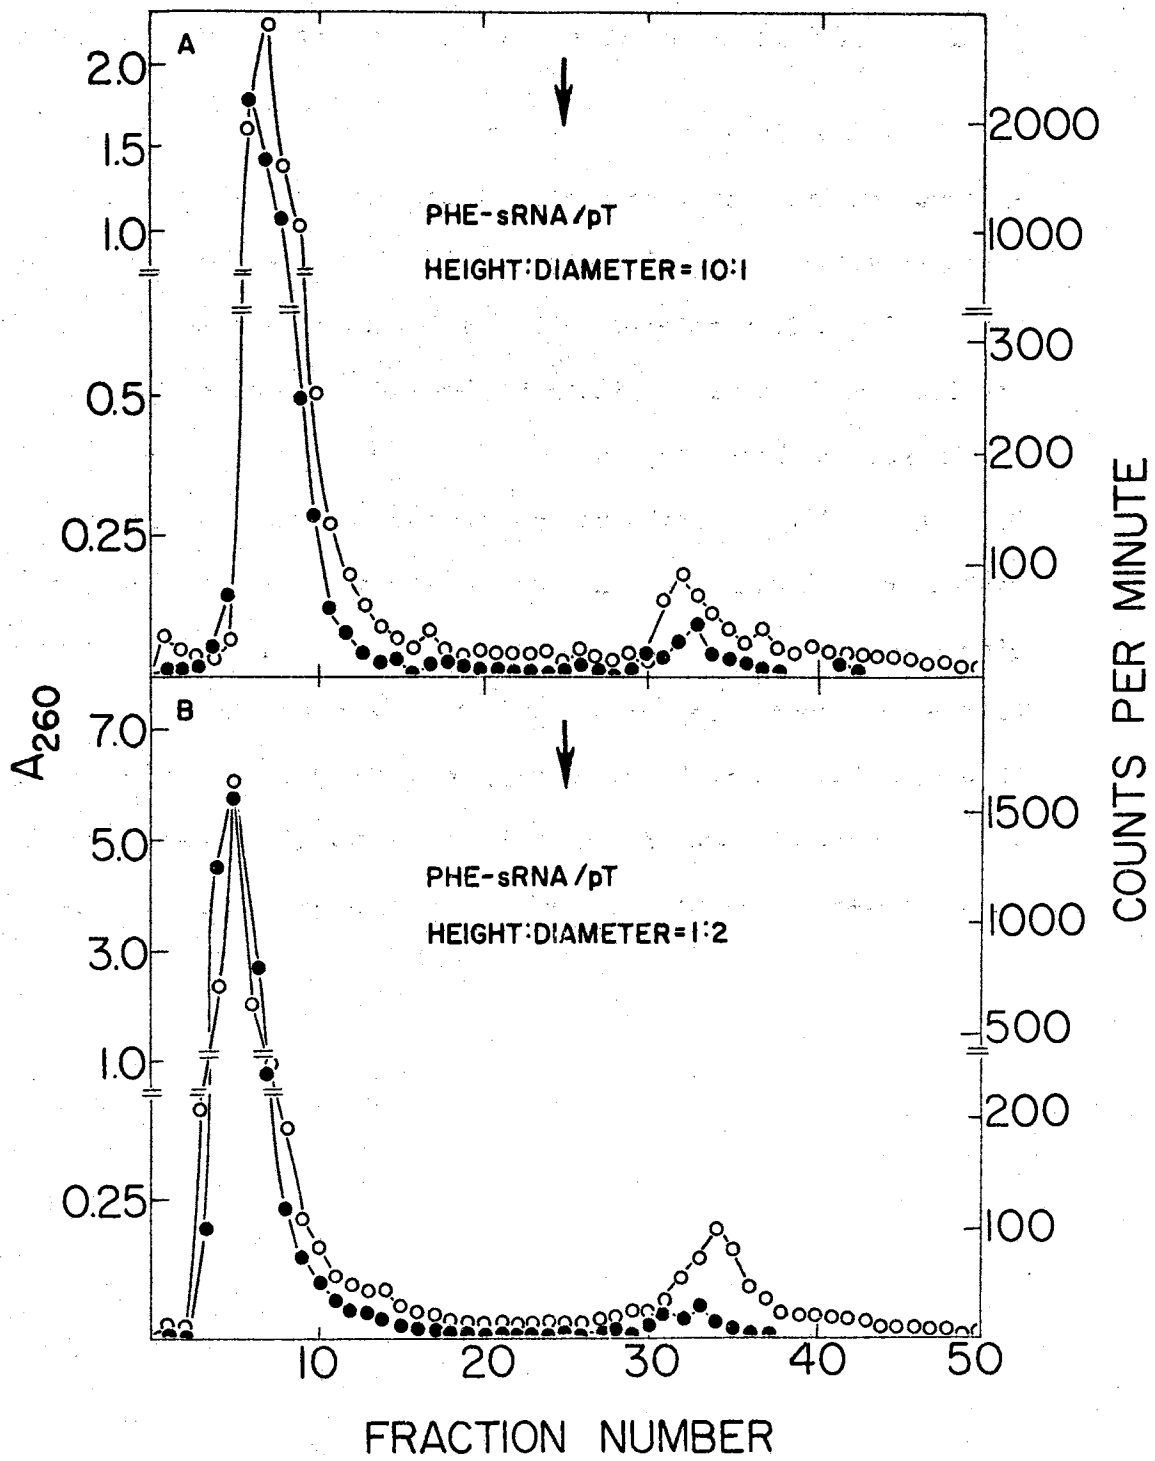 A
2.0
1.5
1.0
0.5
0.25
2000
1000
300
200
100
PHE-sRNA/pT
HEIGHT:DIAMETER=10:1
A260
COUNTS PER MINUTE
B
7.0
5.0
3.0
1.0
0.25
1500
1000
500
200
100
PHE-sRNA/pT
HEIGHT:DIAMETER=1:2
10 20 30 40 50
FRACTION NUMBER